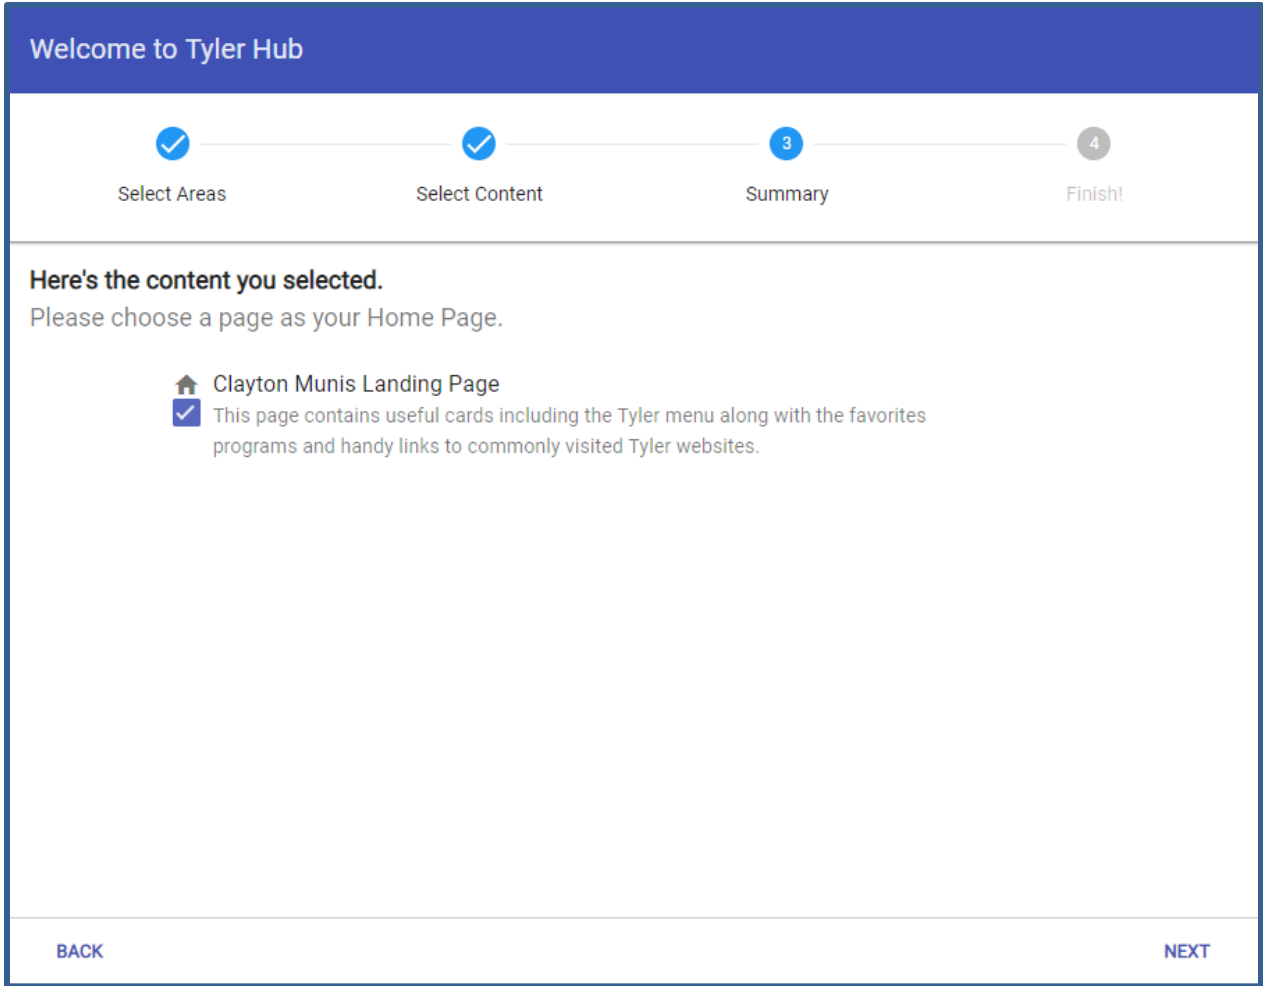 Welcome to Tyler Hub
3
4
Select Areas
Select Content
Summary
Finish!
Here's the content you selected.
Please choose a page as your Home Page.
Clayton Munis Landing Page
This page contains useful cards including the Tyler menu along with the favorites
programs and handy links to commonly visited Tyler websites.
BACK
NEXT